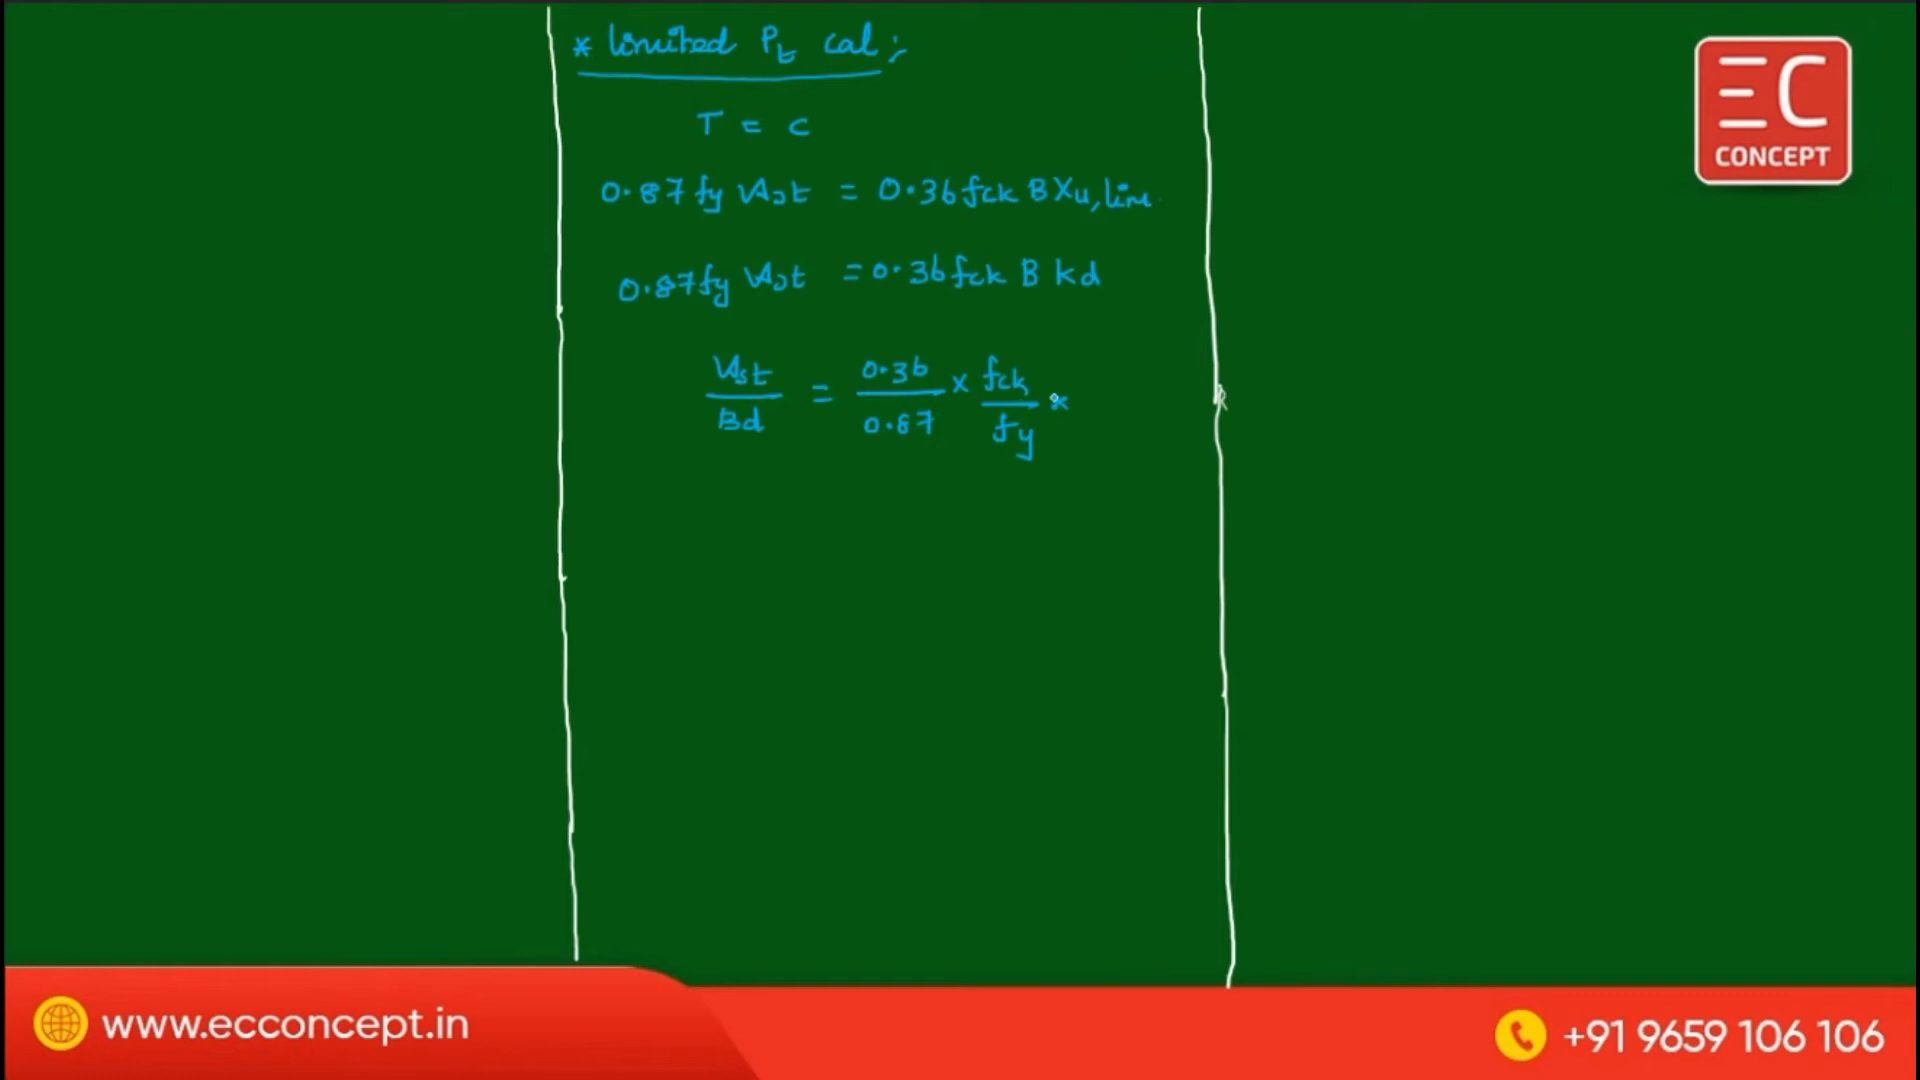 * limited Pt cal :-
T = C
0.87 fy Ast = 0.36 fck B Xu,lim.
0.87 fy Ast = 0.36 fck B kd
Ast/Bd = 0.36/0.87 x fck/fy x
EC
CONCEPT
www.ecconcept.in
+91 9659 106 106